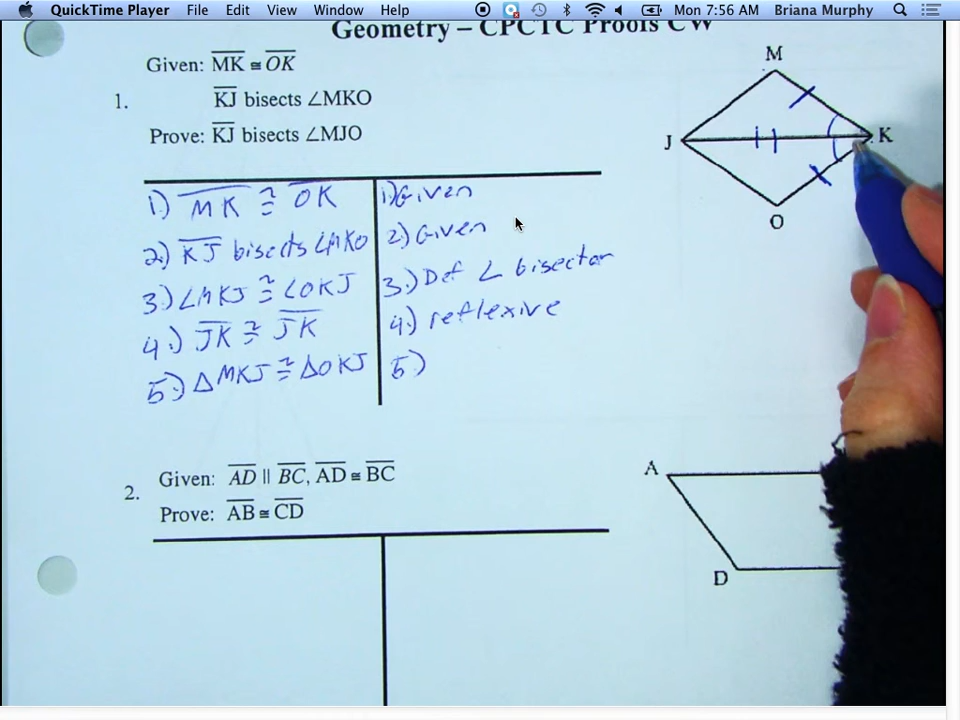 QuickTime Player File Edit View Window Help Mon 7:56 AM Briana Murphy
Geometry – CPCTC Proofs CW
Given: MK ≅ OK
1. KJ bisects ∠MKO
Prove: KJ bisects ∠MJO
M
J
K
O
1) MK ≅ OK 1) Given
2.) KJ bisects ∠MKO 2.) Given
3.) ∠MKJ ≅ ∠OKJ 3.) Def ∠ bisector
4.) JK ≅ JK 4.) reflexive
5.) ΔMKJ ≅ ΔOKJ 5.)
2. Given: AD || BC, AD ≅ BC
Prove: AB ≅ CD
A
D